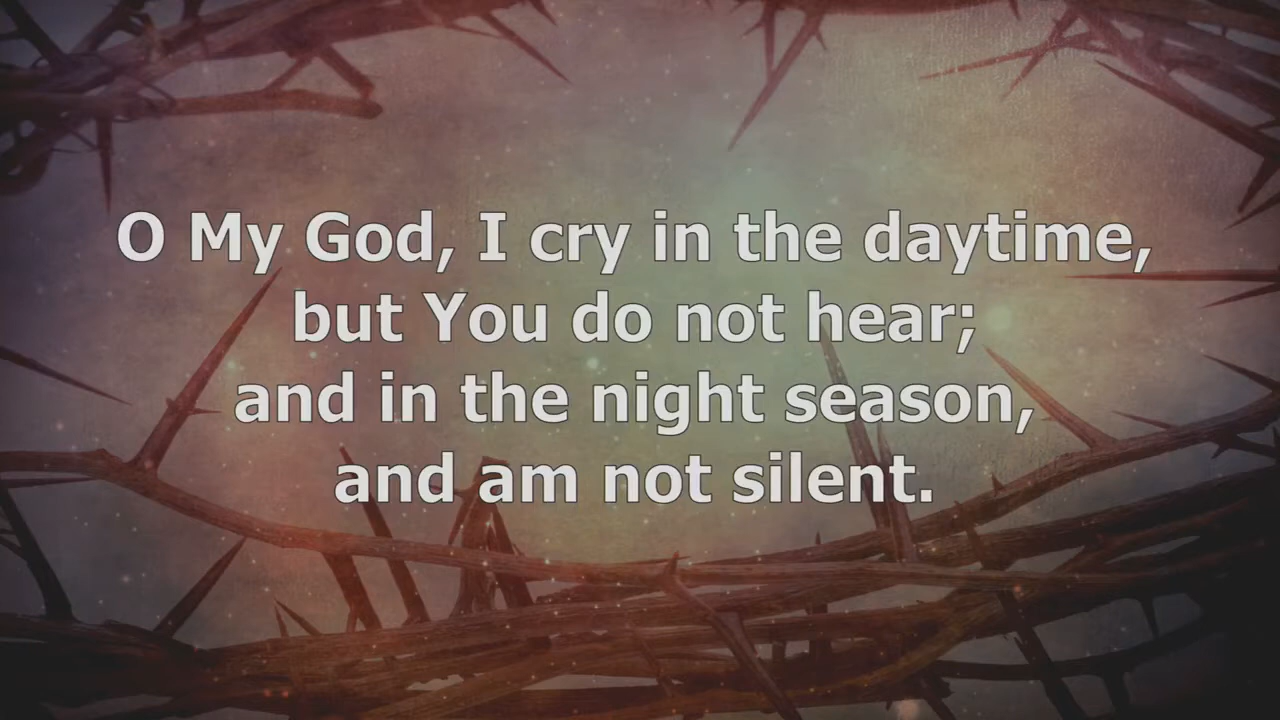 O My God, I cry in the daytime,
but You do not hear;
and in the night season,
and am not silent.